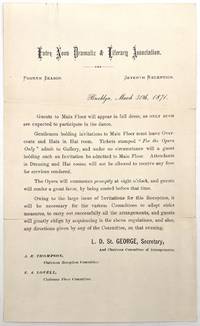 Entre Nous Dramatic & Literary Association.
Fourth Season.
Seventh Reception.
Brooklyn, March 30th, 1871.
Guests to Main Floor will appear in full dress, as only such
are expected to participate in the dance.
Gentlemen holding invitations to Main Floor must leave Over-
coats and Hats in Hat room. Tickets stamped "For the Opera
Only" admit to Gallery, and under no circumstance will a guest
holding such an Invitation be admitted to Main Floor. Attendants
in Dressing and Hat rooms will not be allowed to receive any fees
for services rendered.
The Opera will commence promptly at eight o'clock, and guests
will confer a great favor, by being seated before that time.
Owing to the large issue of Invitations for this Reception, it
will be necessary for the various Committees to adopt strict
measures, to carry out successfully all the arrangements, and guests
will greatly oblige by acquiescing in the above regulations, and also,
any directions given by any of the Committee, on that evening.
L. D. St. GEORGE, Secretary,
And Chairman Committee of Arrangements.
J. E. THOMPSON,
Chairman Reception Committee.
E. A. LOVELL,
Chairman Floor Committee.